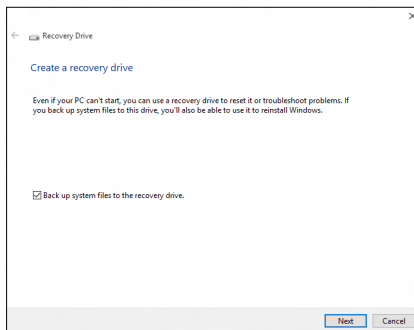 Recovery Drive
Create a recovery drive
Even if your PC can't start, you can use a recovery drive to reset it or troubleshoot problems. If
you back up system files to this drive, you'll also be able to use it to reinstall Windows.
Back up system files to the recovery drive.
Next Cancel